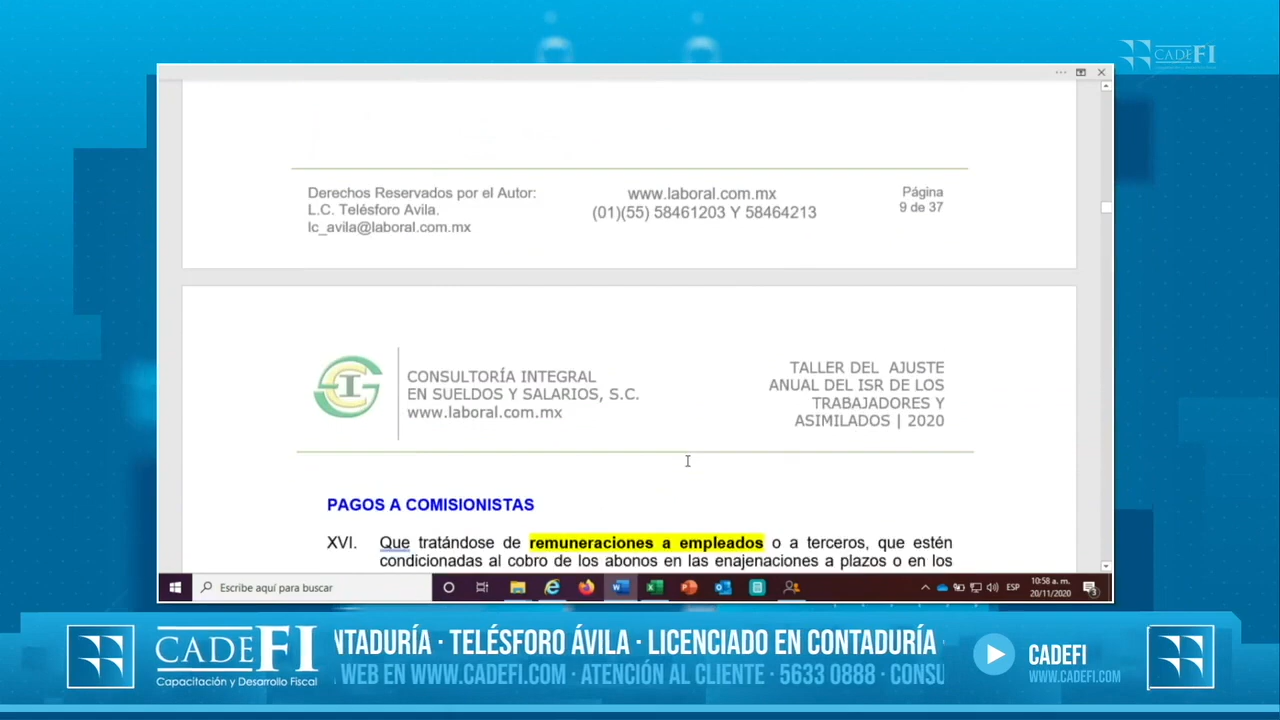 CADEFI
Derechos Reservados por el Autor:
L.C. Telésforo Avila.
lc_avila@laboral.com.mx
www.laboral.com.mx
(01)(55) 58461203 Y 58464213
Página
9 de 37
CONSULTORÍA INTEGRAL
EN SUELDOS Y SALARIOS, S.C.
www.laboral.com.mx
TALLER DEL AJUSTE
ANUAL DEL ISR DE LOS
TRABAJADORES Y
ASIMILADOS | 2020
PAGOS A COMISIONISTAS
XVI. Que tratándose de remuneraciones a empleados o a terceros, que estén
condicionadas al cobro de los abonos en las enajenaciones a plazos o en los
Escribe aquí para buscar
ESP
10:58 a. m.
20/11/2020
3
CADEFI
Capacitación y Desarrollo Fiscal
NTADURÍA · TELÉSFORO ÁVILA · LICENCIADO EN CONTADURÍA
WEB EN WWW.CADEFI.COM · ATENCIÓN AL CLIENTE · 5633 0888 · CONSU
CADEFI
WWW.CADEFI.COM